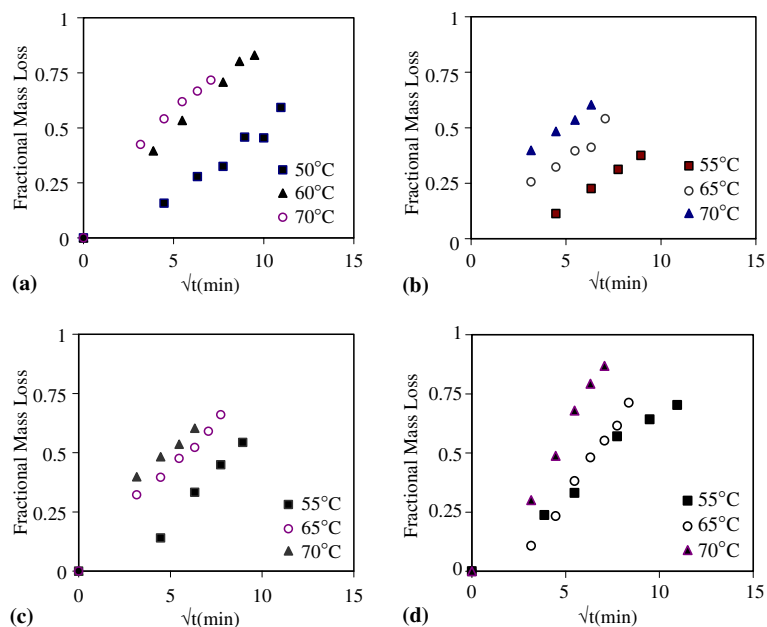 1
0.75
0.5
0.25
0
Fractional Mass Loss
50°C
60°C
70°C
0 5 10 15
√t(min)
(a)
1
0.75
0.5
0.25
0
Fractional Mass Loss
55°C
65°C
70°C
0 5 10 15
√t(min)
(b)
1
0.75
0.5
0.25
0
Fractional Mass Loss
55°C
65°C
70°C
0 5 10 15
√t(min)
(c)
1
0.75
0.5
0.25
0
Fractional Mass Loss
55°C
65°C
70°C
0 5 10 15
√t(min)
(d)